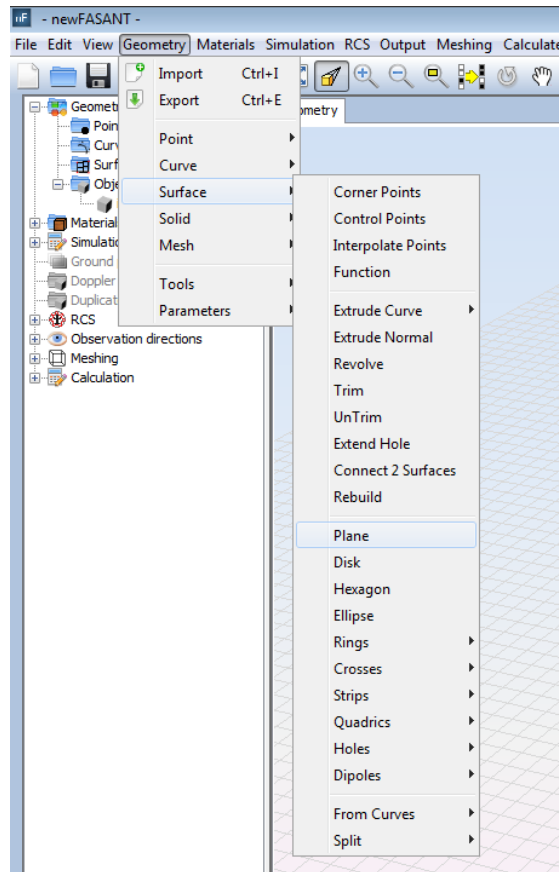 nF - newFASANT -
File Edit View Geometry Materials Simulation RCS Output Meshing Calculate
Import Ctrl+I
Export Ctrl+E
Point
Curve
Surface
Solid
Mesh
Tools
Parameters
Corner Points
Control Points
Interpolate Points
Function
Extrude Curve
Extrude Normal
Revolve
Trim
UnTrim
Extend Hole
Connect 2 Surfaces
Rebuild
Plane
Disk
Hexagon
Ellipse
Rings
Crosses
Strips
Quadrics
Holes
Dipoles
From Curves
Split
Geomet
Poin
Cur
Surf
Obje
Material
Simulatio
Ground
Doppler
Duplicat
RCS
Observation directions
Meshing
Calculation
ometry